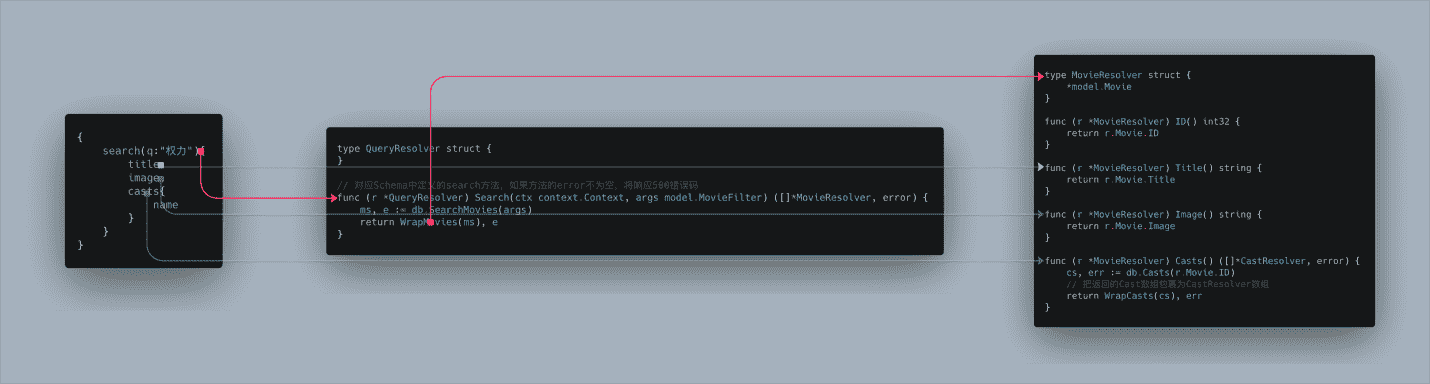 {
    search(q:"权力"){
        title
        image
        casts{
            name
        }
    }
}
type QueryResolver struct {
}
// 对应Schema中定义的search方法，如果方法的error不为空，将响应500错误码
func (r *QueryResolver) Search(ctx context.Context, args model.MovieFilter) ([]*MovieResolver, error) {
    ms, e := db.SearchMovies(args)
    return WrapMovies(ms), e
}
type MovieResolver struct {
    *model.Movie
}
func (r *MovieResolver) ID() int32 {
    return r.Movie.ID
}
func (r *MovieResolver) Title() string {
    return r.Movie.Title
}
func (r *MovieResolver) Image() string {
    return r.Movie.Image
}
func (r *MovieResolver) Casts() ([]*CastResolver, error) {
    cs, err := db.Casts(r.Movie.ID)
    // 把返回的Cast数组包裹为CastResolver数组
    return WrapCasts(cs), err
}